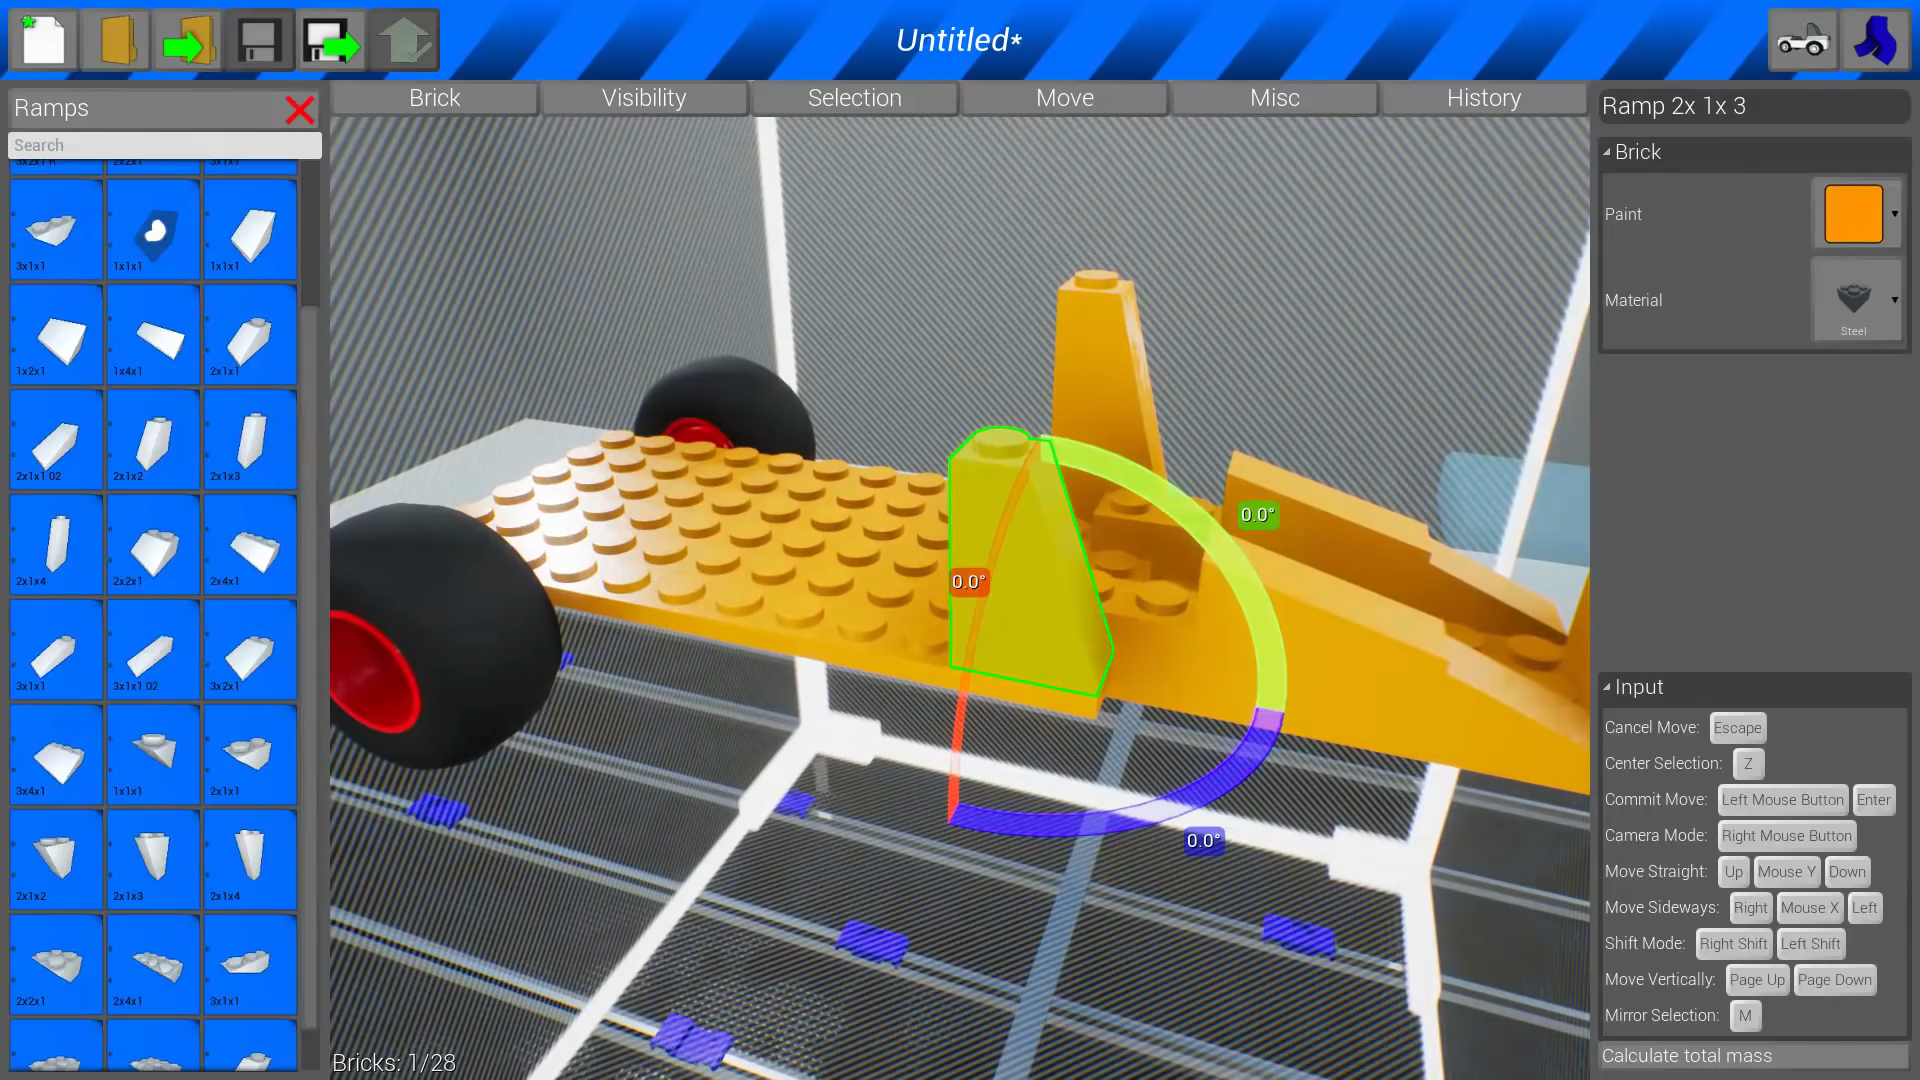 Untitled*
Ramps
Search
3x2x1 R
2x2x1
3x1x1
Brick
Visibility
Selection
Move
Misc
History
Ramp 2x 1x 3
Brick
Paint
Material
Steel
3x1x1
1x1x1
1x1x1
1x2x1
1x4x1
2x1x1
2x1x1 02
2x1x2
2x1x3
2x1x4
2x2x1
2x4x1
3x1x1
3x1x1 02
3x2x1
3x4x1
1x1x1
2x1x1
2x1x2
2x1x3
2x1x4
2x2x1
2x4x1
3x1x1
0.0°
0.0°
0.0°
Bricks: 1/28
Input
Cancel Move: Escape
Center Selection: Z
Commit Move: Left Mouse Button Enter
Camera Mode: Right Mouse Button
Move Straight: Up Mouse Y Down
Move Sideways: Right Mouse X Left
Shift Mode: Right Shift Left Shift
Move Vertically: Page Up Page Down
Mirror Selection: M
Calculate total mass